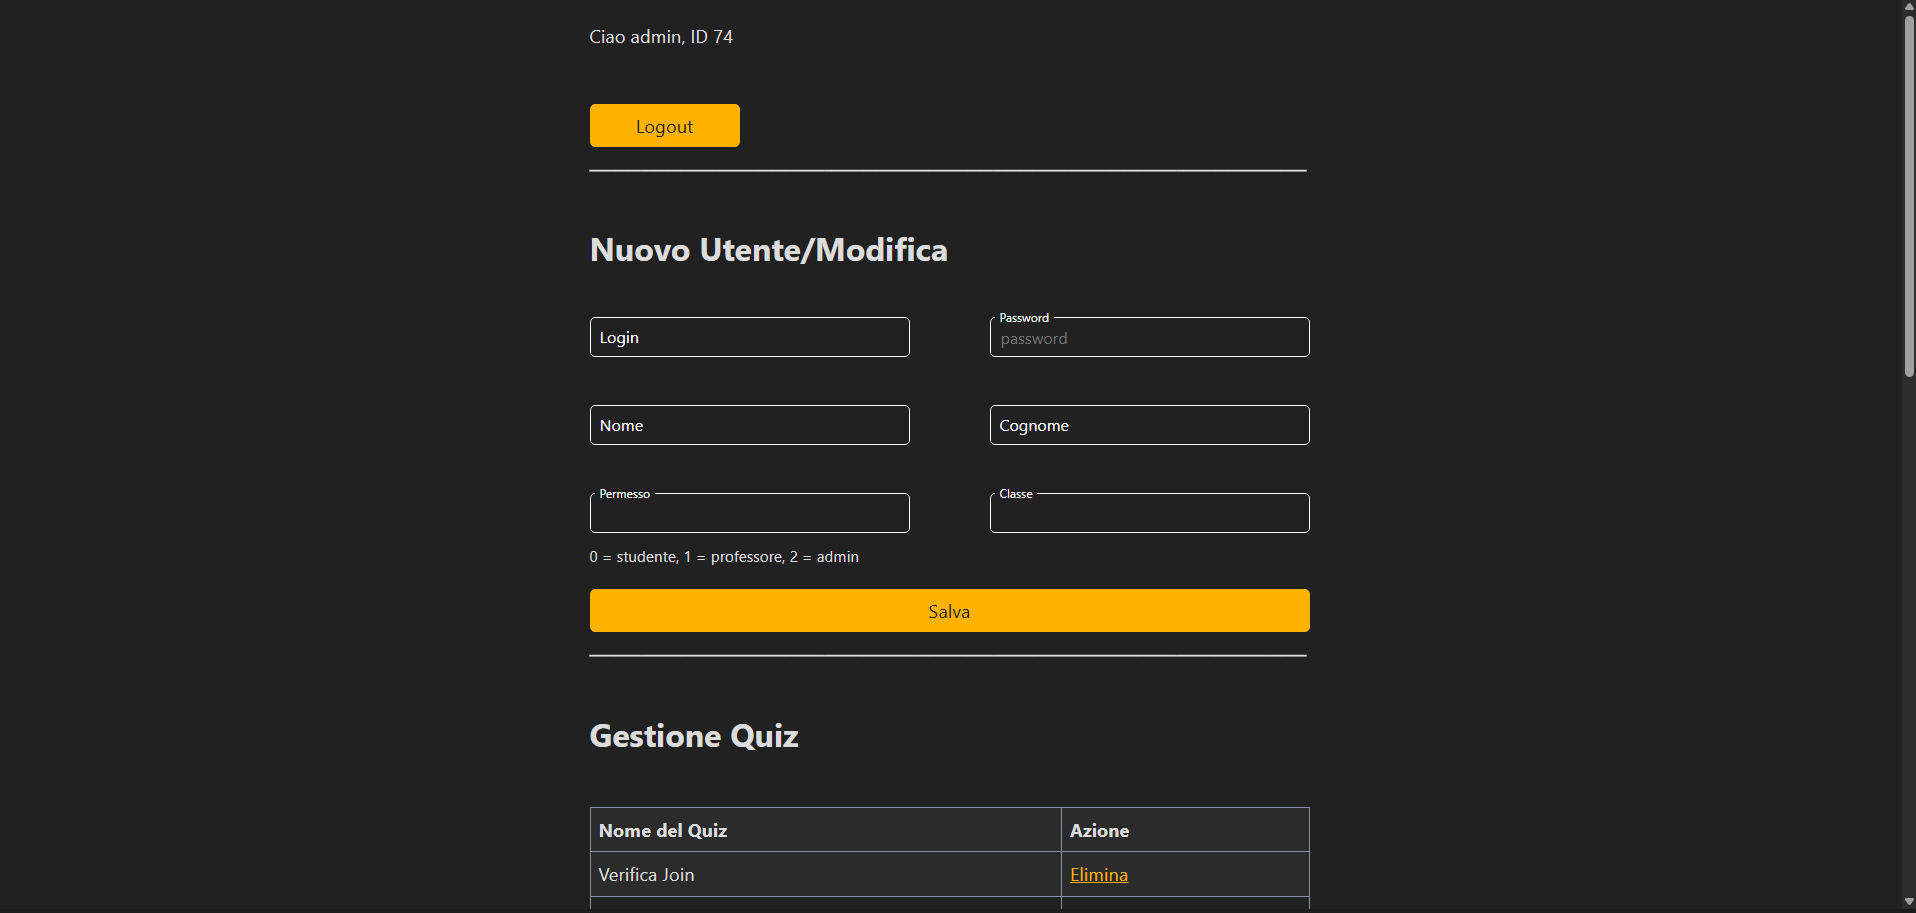 Ciao admin, ID 74
Logout
Nuovo Utente/Modifica
Login
Password
password
Nome
Cognome
Permesso
Classe
0 = studente, 1 = professore, 2 = admin
Salva
Gestione Quiz
Nome del Quiz Azione
Verifica Join Elimina